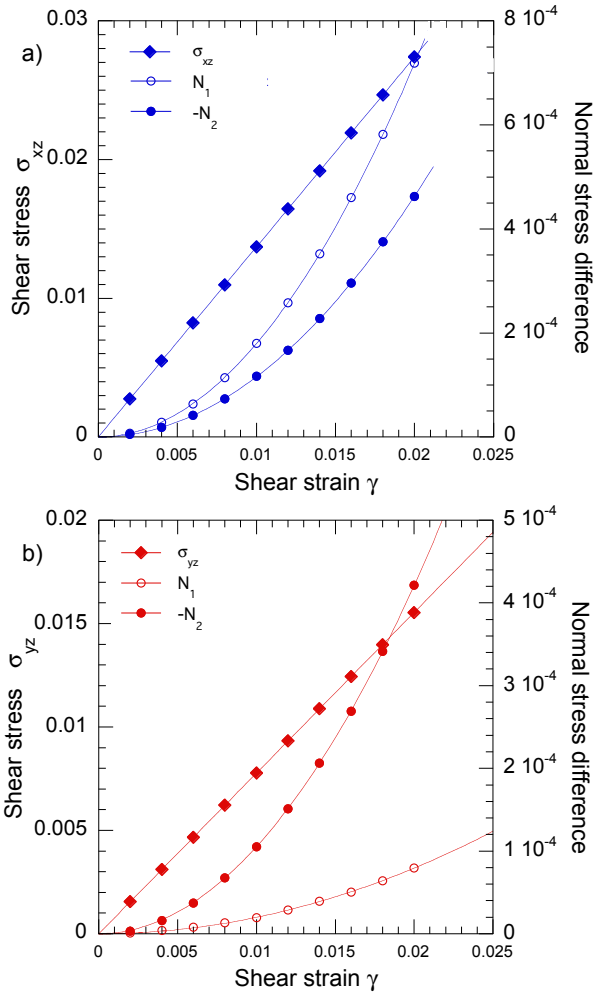 a)
σxz
N1
-N2
Shear stress σxz
0.03
0.02
0.01
0
8 10-4
6 10-4
4 10-4
2 10-4
0
Normal stress difference
0 0.005 0.01 0.015 0.02 0.025
Shear strain γ
b)
σyz
N1
-N2
Shear stress σyz
0.02
0.015
0.01
0.005
0
5 10-4
4 10-4
3 10-4
2 10-4
1 10-4
0
Normal stress difference
0 0.005 0.01 0.015 0.02 0.025
Shear strain γ